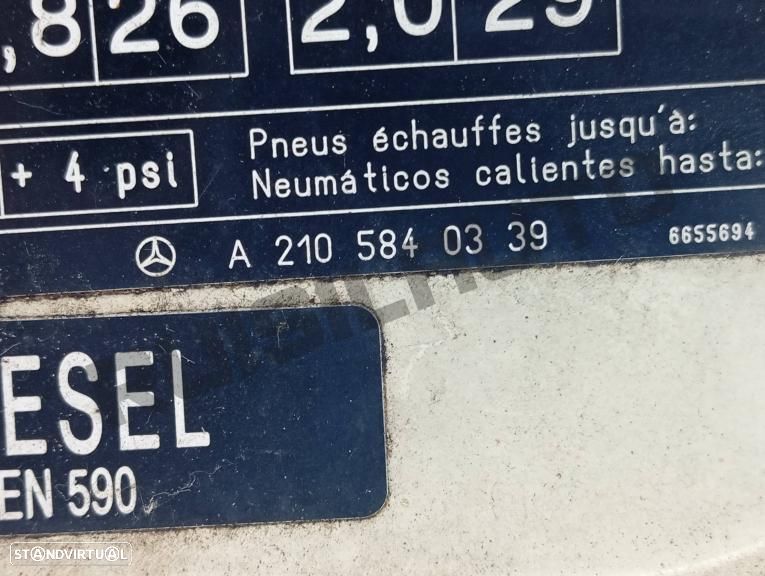 ,8 26 2,0 29
+ 4 psi
Pneus échauffes jusqu'à:
Neumáticos calientes hasta:
A 210 584 03 39 6655694
ESEL
EN 590
STANDVIRTUAL